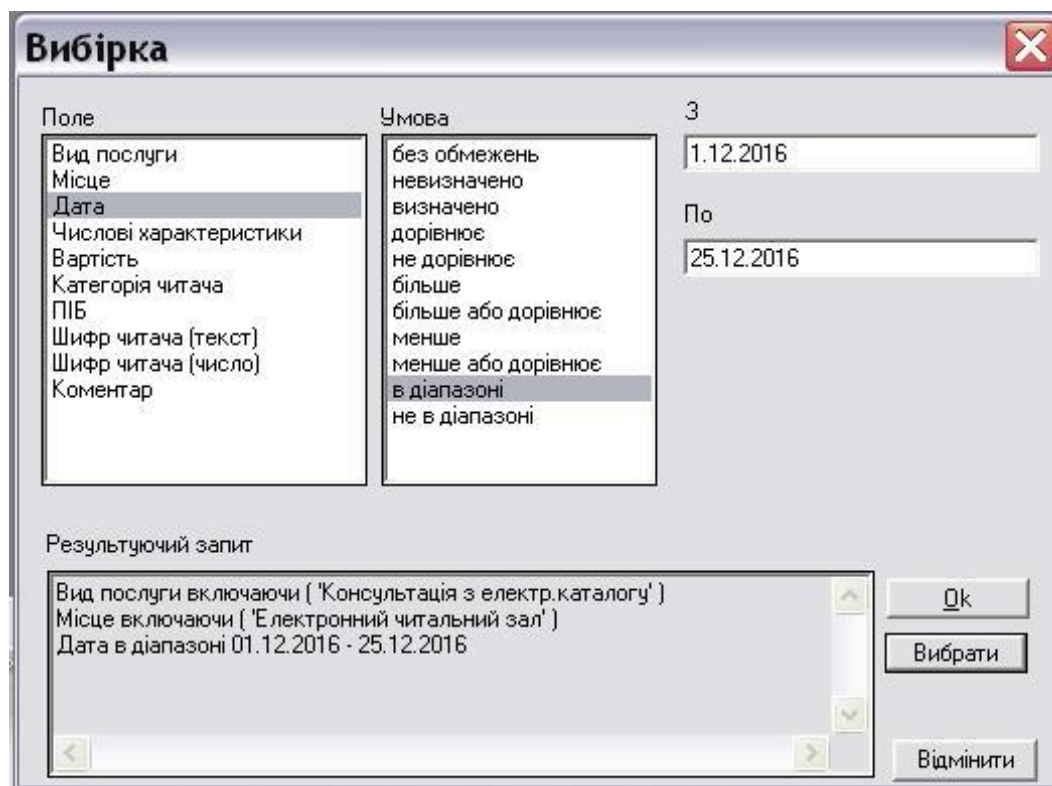 Вибірка
Поле
Вид послуги
Місце
Дата
Числові характеристики
Вартість
Категорія читача
ПІБ
Шифр читача (текст)
Шифр читача (число)
Коментар
Умова
без обмежень
невизначено
визначено
дорівнює
не дорівнює
більше
більше або дорівнює
менше
менше або дорівнює
в діапазоні
не в діапазоні
З
1.12.2016
По
25.12.2016
Результуючий запит
Вид послуги включаючи ( 'Консультація з електр.каталогу' )
Місце включаючи ( 'Електронний читальний зал' )
Дата в діапазоні 01.12.2016 - 25.12.2016
Ok
Вибрати
Відмінити